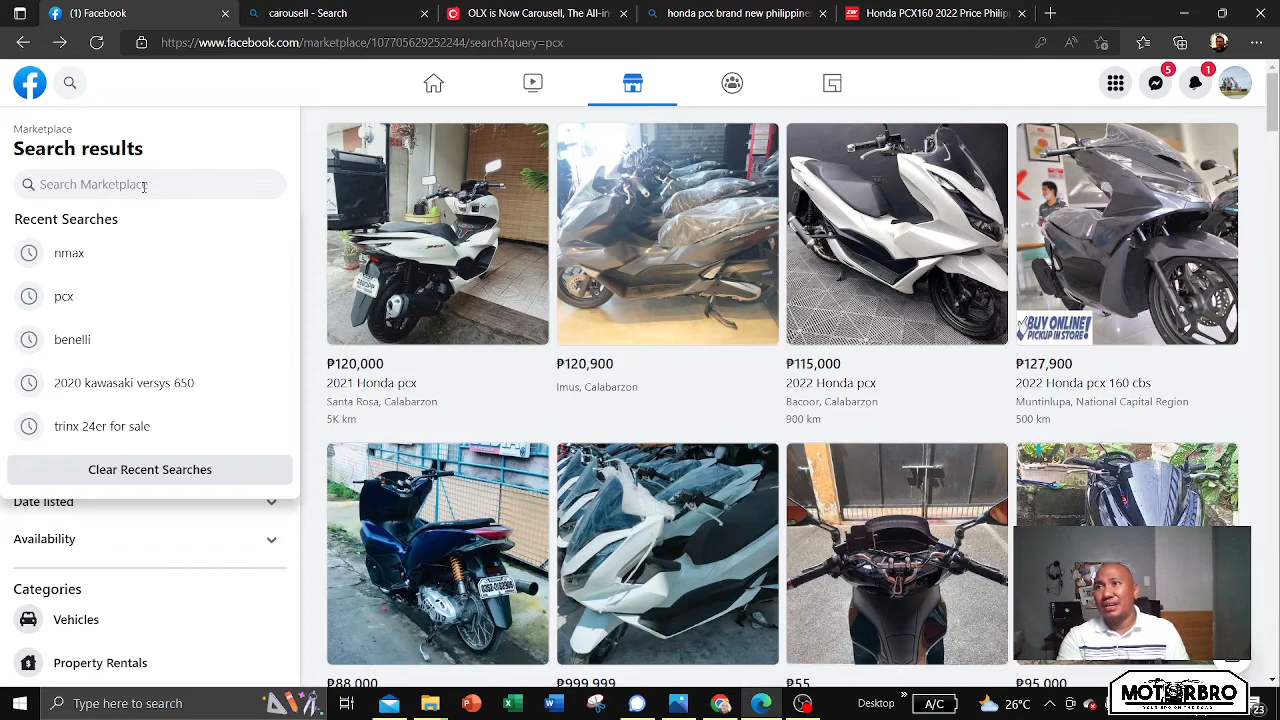 (1) Facebook
carousell - Search
OLX is Now Carousell, The All-in
honda pcx brand new philippine
ZW
Honda PCX160 2022 Price Philip
https://www.facebook.com/marketplace/107705629252244/search?query=pcx
5
1
Marketplace
Search results
Search Marketplace
Recent Searches
nmax
pcx
benelli
2020 kawasaki versys 650
trinx 24er for sale
Clear Recent Searches
Date listed
Availability
Categories
Vehicles
Property Rentals
BUY ONLINE!
PICKUP IN STORE!
₱120,000
2021 Honda pcx
Santa Rosa, Calabarzon
5K km
₱120,900
Imus, Calabarzon
₱115,000
2022 Honda pcx
Bacoor, Calabarzon
900 km
₱127,900
2022 Honda pcx 160 cbs
Muntinlupa, National Capital Region
500 km
₱88,000
₱999,999
₱55
₱95,000
Type here to search
Desktop
A/C
26°C
MOTORBRO
23